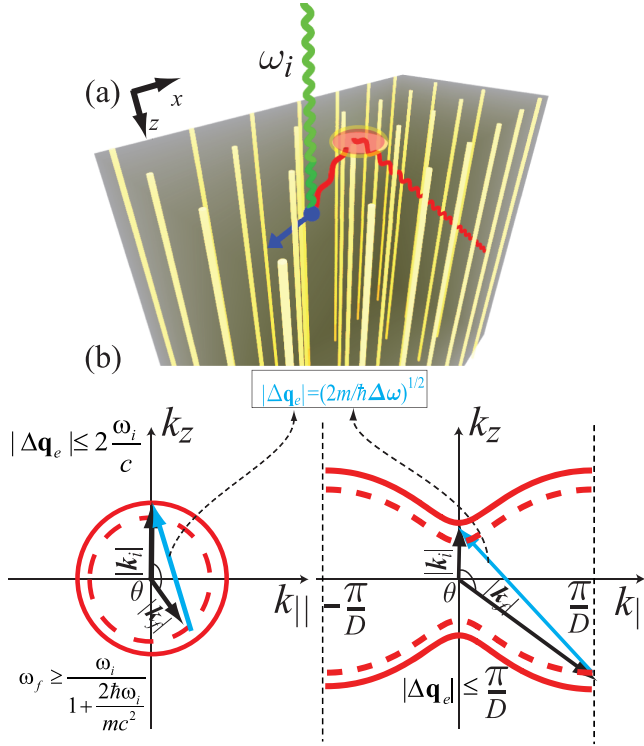 ω_i
(a)
x
z
(b)
|Δq_e|=(2m/ħΔω)^{1/2}
|Δq_e|≤2 ω_i/c
k_z
k_z
|k_i|
|k_i|
θ
|k_f|
k_{||}
-π/D
θ
|k_f|
π/D
k_|
ω_f ≥ ω_i/(1+2ħω_i/mc^2)
|Δq_e|≤ π/D